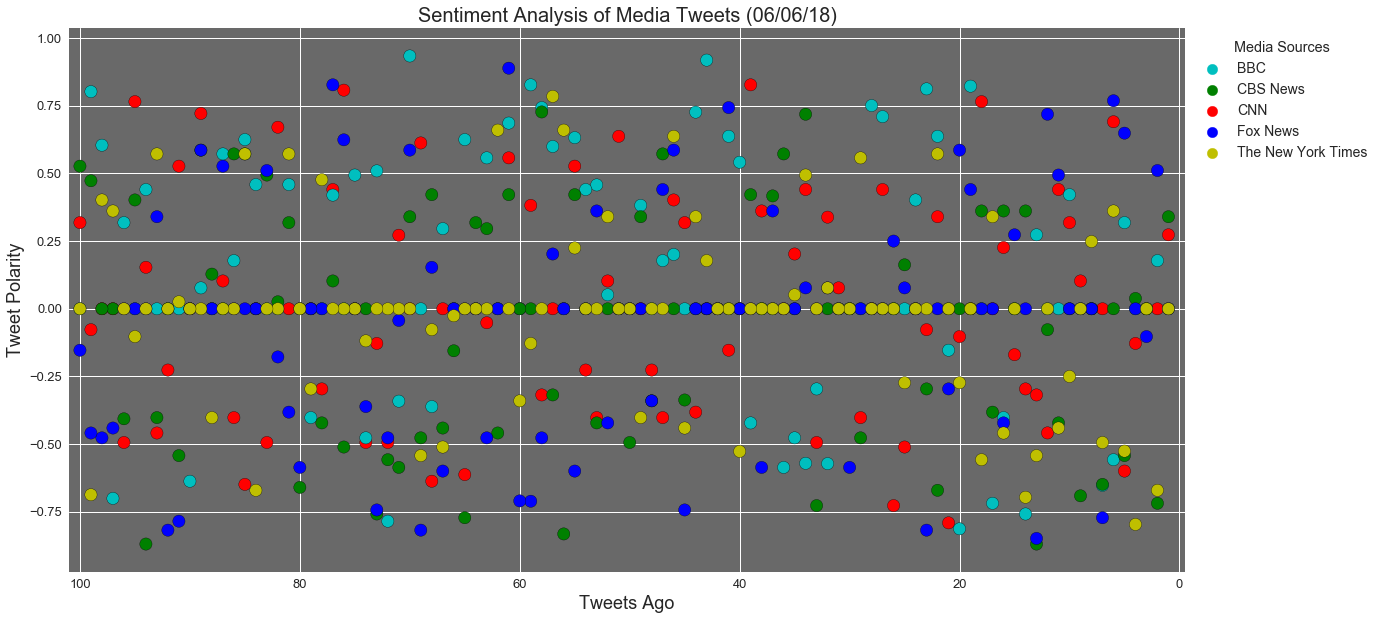 Sentiment Analysis of Media Tweets (06/06/18)
Tweet Polarity
1.00
0.75
0.50
0.25
0.00
−0.25
−0.50
−0.75
100
80
60
40
20
0
Tweets Ago
Media Sources
BBC
CBS News
CNN
Fox News
The New York Times